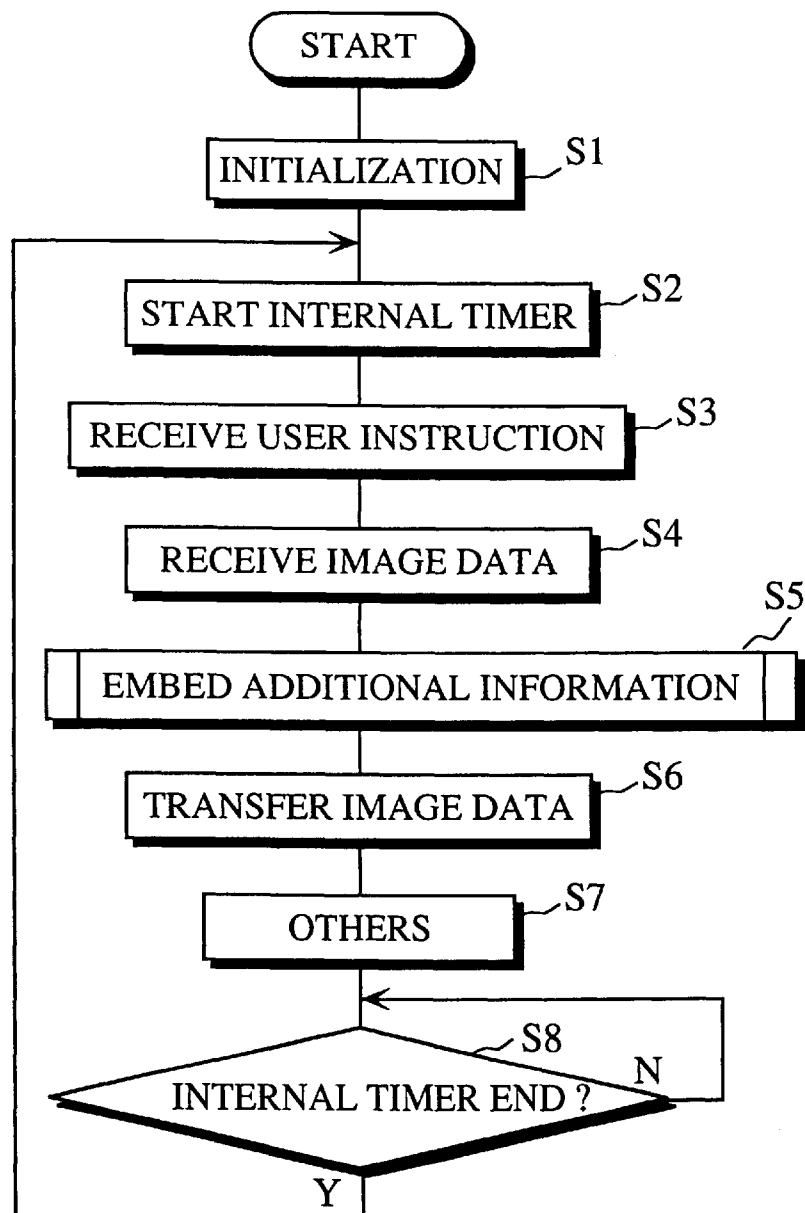 START
INITIALIZATION
S1
START INTERNAL TIMER
S2
RECEIVE USER INSTRUCTION
S3
RECEIVE IMAGE DATA
S4
EMBED ADDITIONAL INFORMATION
S5
TRANSFER IMAGE DATA
S6
OTHERS
S7
INTERNAL TIMER END ?
S8
N
Y